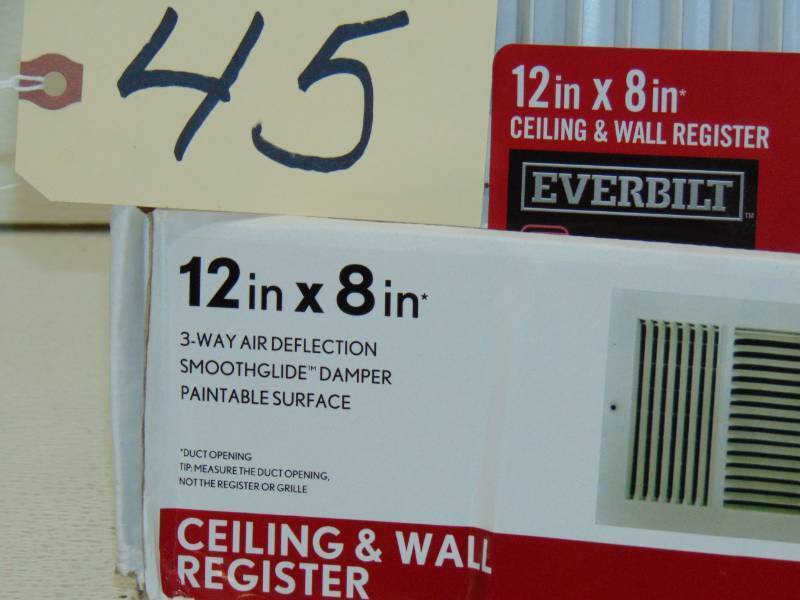 45
12in x 8in*
CEILING & WALL REGISTER
EVERBILT™
12in x 8in*
3-WAY AIR DEFLECTION
SMOOTHGLIDE™ DAMPER
PAINTABLE SURFACE
*DUCT OPENING
TIP: MEASURE THE DUCT OPENING,
NOT THE REGISTER OR GRILLE
CEILING & WALL
REGISTER